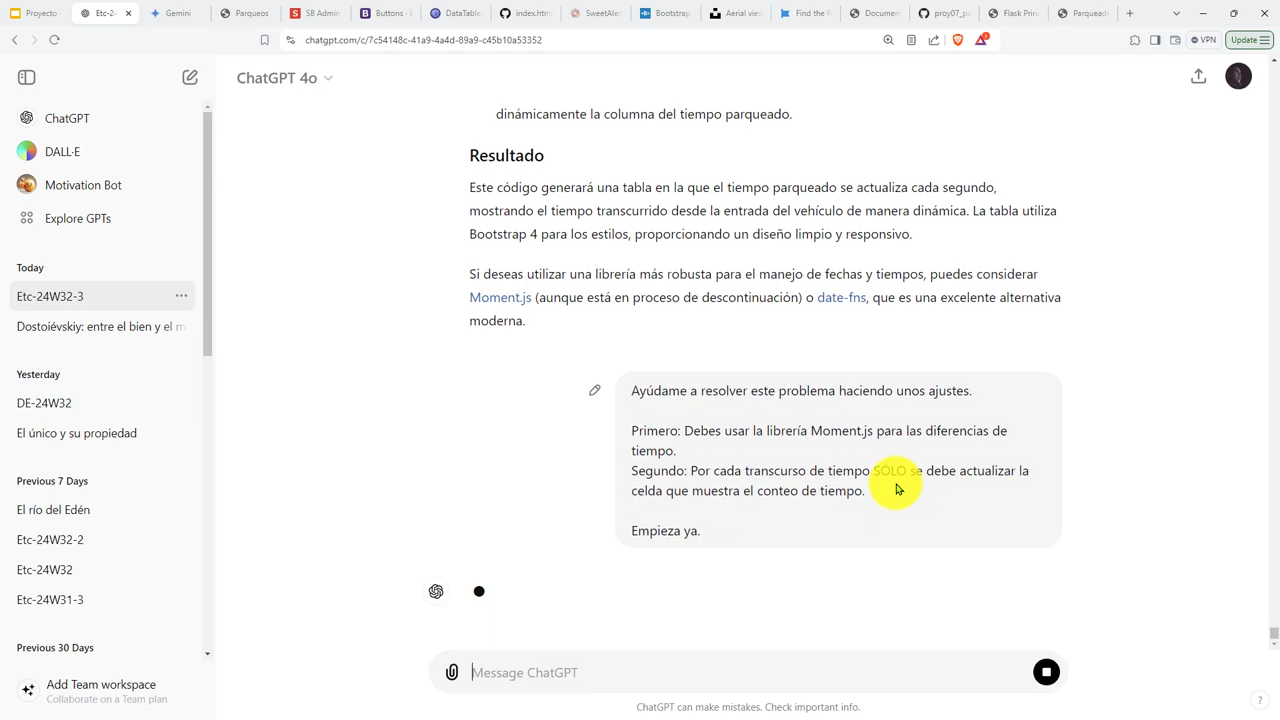 Proyecto -
Etc-24
Gemini
Parqueos
SB Admin
Buttons - B
DataTable
index.htm
SweetAler
Bootstrap
Aerial view
Find the P
Documen
proy07_pa
Flask Prin
Parquead
chatgpt.com/c/7c54148c-41a9-4a4d-89a9-c45b10a53352
VPN
Update
ChatGPT 4o
ChatGPT
DALL·E
Motivation Bot
Explore GPTs
Today
Etc-24W32-3
Dostoiévskiy: entre el bien y el m
Yesterday
DE-24W32
El único y su propiedad
Previous 7 Days
El río del Edén
Etc-24W32-2
Etc-24W32
Etc-24W31-3
Previous 30 Days
Add Team workspace
Collaborate on a Team plan
dinámicamente la columna del tiempo parqueado.
Resultado
Este código generará una tabla en la que el tiempo parqueado se actualiza cada segundo,
mostrando el tiempo transcurrido desde la entrada del vehículo de manera dinámica. La tabla utiliza
Bootstrap 4 para los estilos, proporcionando un diseño limpio y responsivo.
Si deseas utilizar una librería más robusta para el manejo de fechas y tiempos, puedes considerar
Moment.js (aunque está en proceso de descontinuación) o date-fns, que es una excelente alternativa
moderna.
Ayúdame a resolver este problema haciendo unos ajustes.
Primero: Debes usar la librería Moment.js para las diferencias de
tiempo.
Segundo: Por cada transcurso de tiempo SÓLO se debe actualizar la
celda que muestra el conteo de tiempo.
Empieza ya.
Message ChatGPT
ChatGPT can make mistakes. Check important info.
?